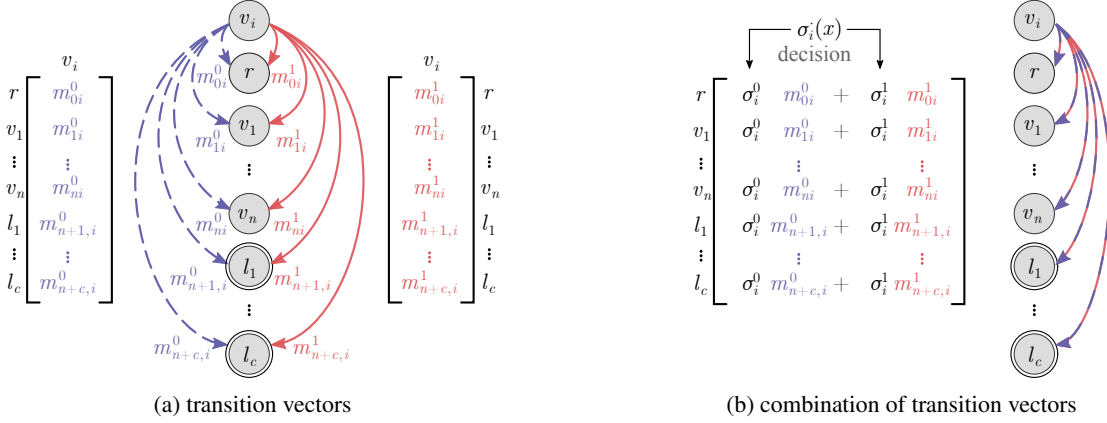 v_i
r
v_1
⋮
v_n
l_1
⋮
l_c
v_i
m^0_{0i}
m^0_{1i}
⋮
m^0_{ni}
m^0_{n+1,i}
⋮
m^0_{n+c,i}
v_i
r
v_1
⋮
v_n
l_1
⋮
l_c
m^0_{0i} m^1_{0i}
m^0_{1i} m^1_{1i}
m^0_{ni} m^1_{ni}
m^0_{n+1,i} m^1_{n+1,i}
m^0_{n+c,i} m^1_{n+c,i}
v_i
m^1_{0i} r
m^1_{1i} v_1
⋮ ⋮
m^1_{ni} v_n
m^1_{n+1,i} l_1
⋮ ⋮
m^1_{n+c,i} l_c
(a) transition vectors
σ^·_i(x)
decision
r σ^0_i m^0_{0i} + σ^1_i m^1_{0i}
v_1 σ^0_i m^0_{1i} + σ^1_i m^1_{1i}
⋮ ⋮ ⋮
v_n σ^0_i m^0_{ni} + σ^1_i m^1_{ni}
l_1 σ^0_i m^0_{n+1,i} + σ^1_i m^1_{n+1,i}
⋮ ⋮ ⋮
l_c σ^0_i m^0_{n+c,i} + σ^1_i m^1_{n+c,i}
v_i
r
v_1
⋮
v_n
l_1
⋮
l_c
(b) combination of transition vectors